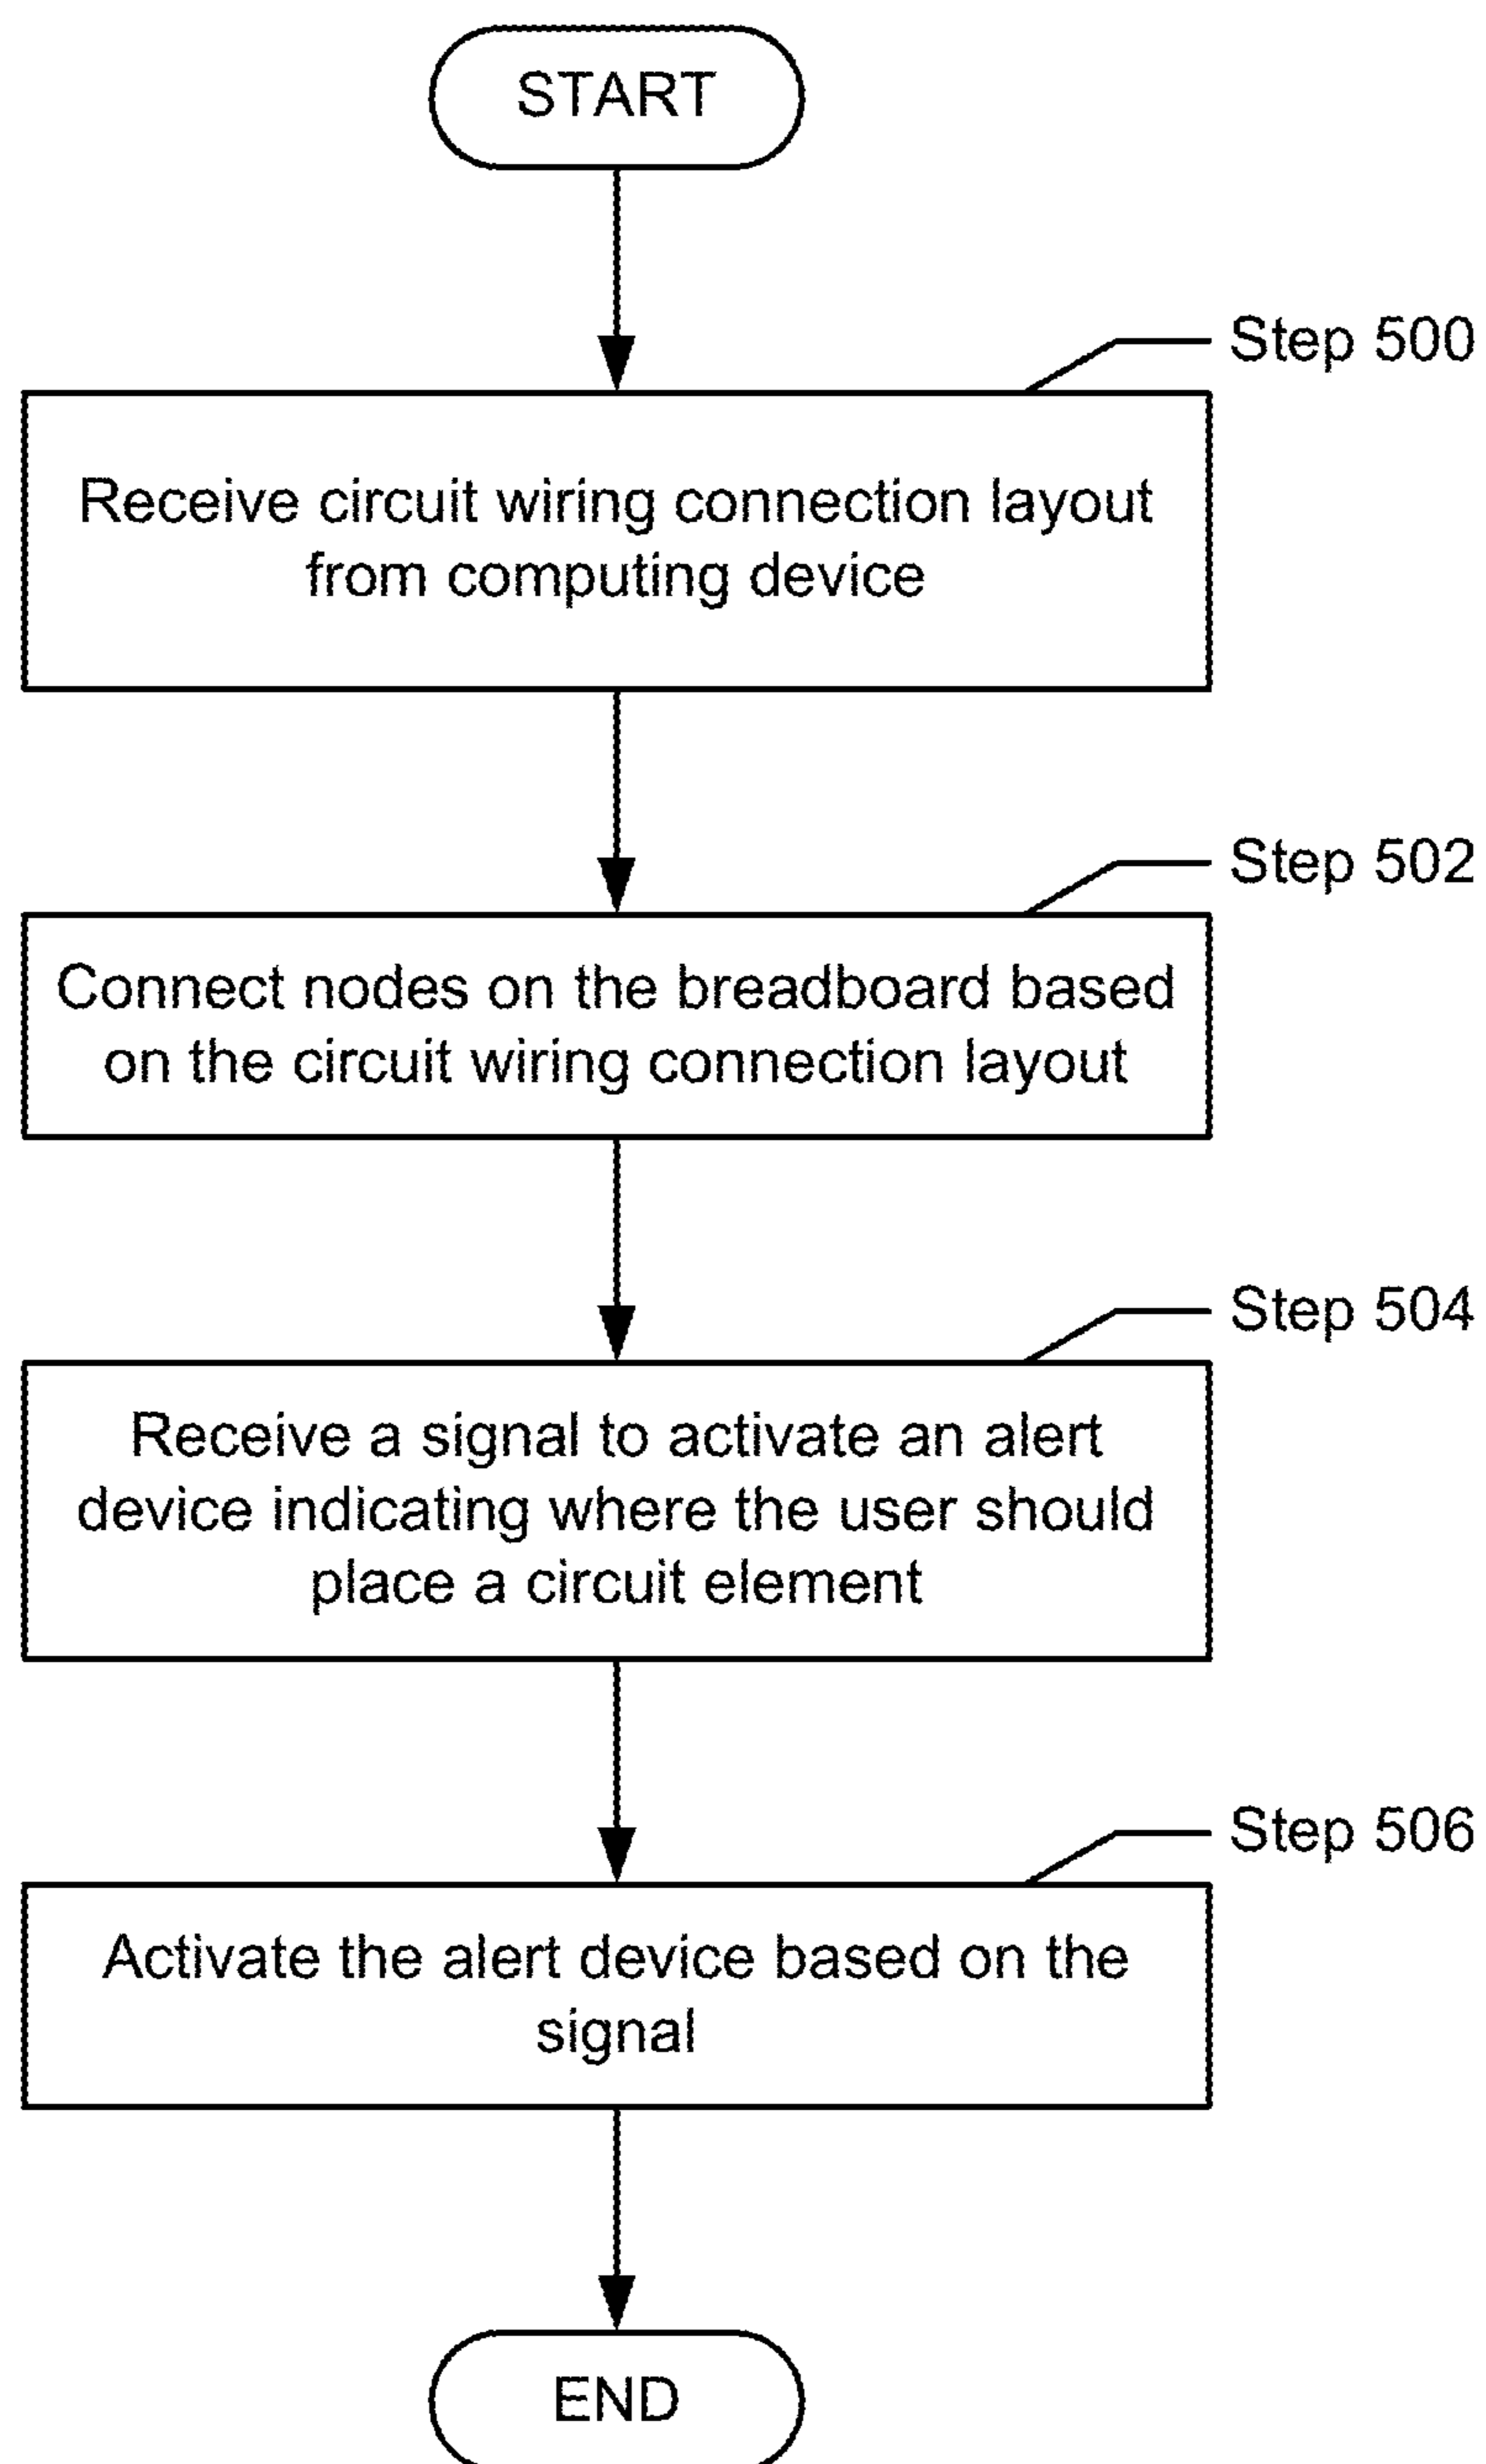 START
Step 500
Receive circuit wiring connection layout
from computing device
Step 502
Connect nodes on the breadboard based
on the circuit wiring connection layout
Step 504
Receive a signal to activate an alert
device indicating where the user should
place a circuit element
Step 506
Activate the alert device based on the
signal
END